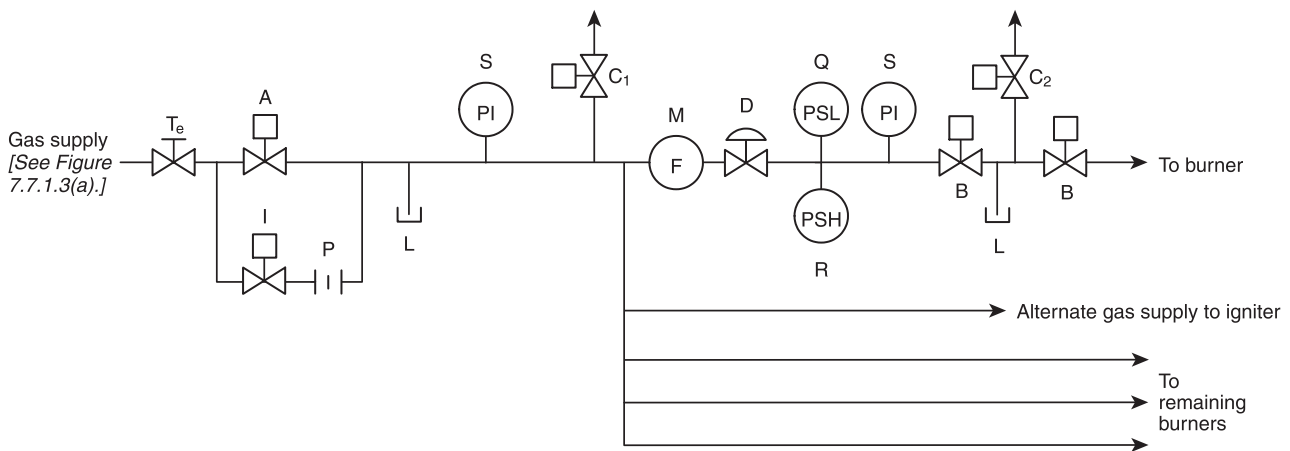 S
C₁
Q
S
C₂
A
PI
M
D
PSL
PI
Tₑ
Gas supply
[See Figure
7.7.1.3(a).]
F
To burner
B
B
I
PSH
P
L
L
R
Alternate gas supply to igniter
To
remaining
burners